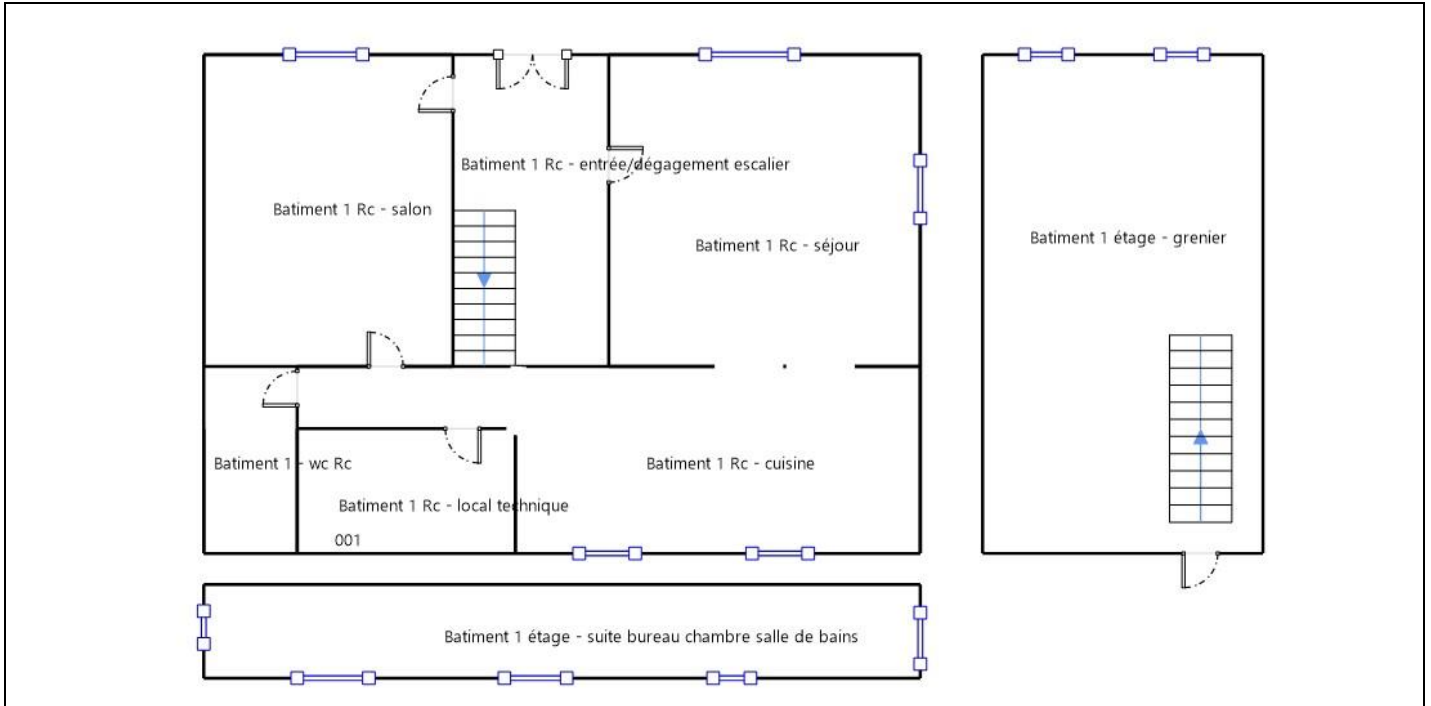 Batiment 1 Rc - entrée/dégagement escalier
Batiment 1 Rc - salon
Batiment 1 Rc - séjour
Batiment 1 étage - grenier
Batiment 1 - wc Rc
Batiment 1 Rc - cuisine
Batiment 1 Rc - local technique
001
Batiment 1 étage - suite bureau chambre salle de bains